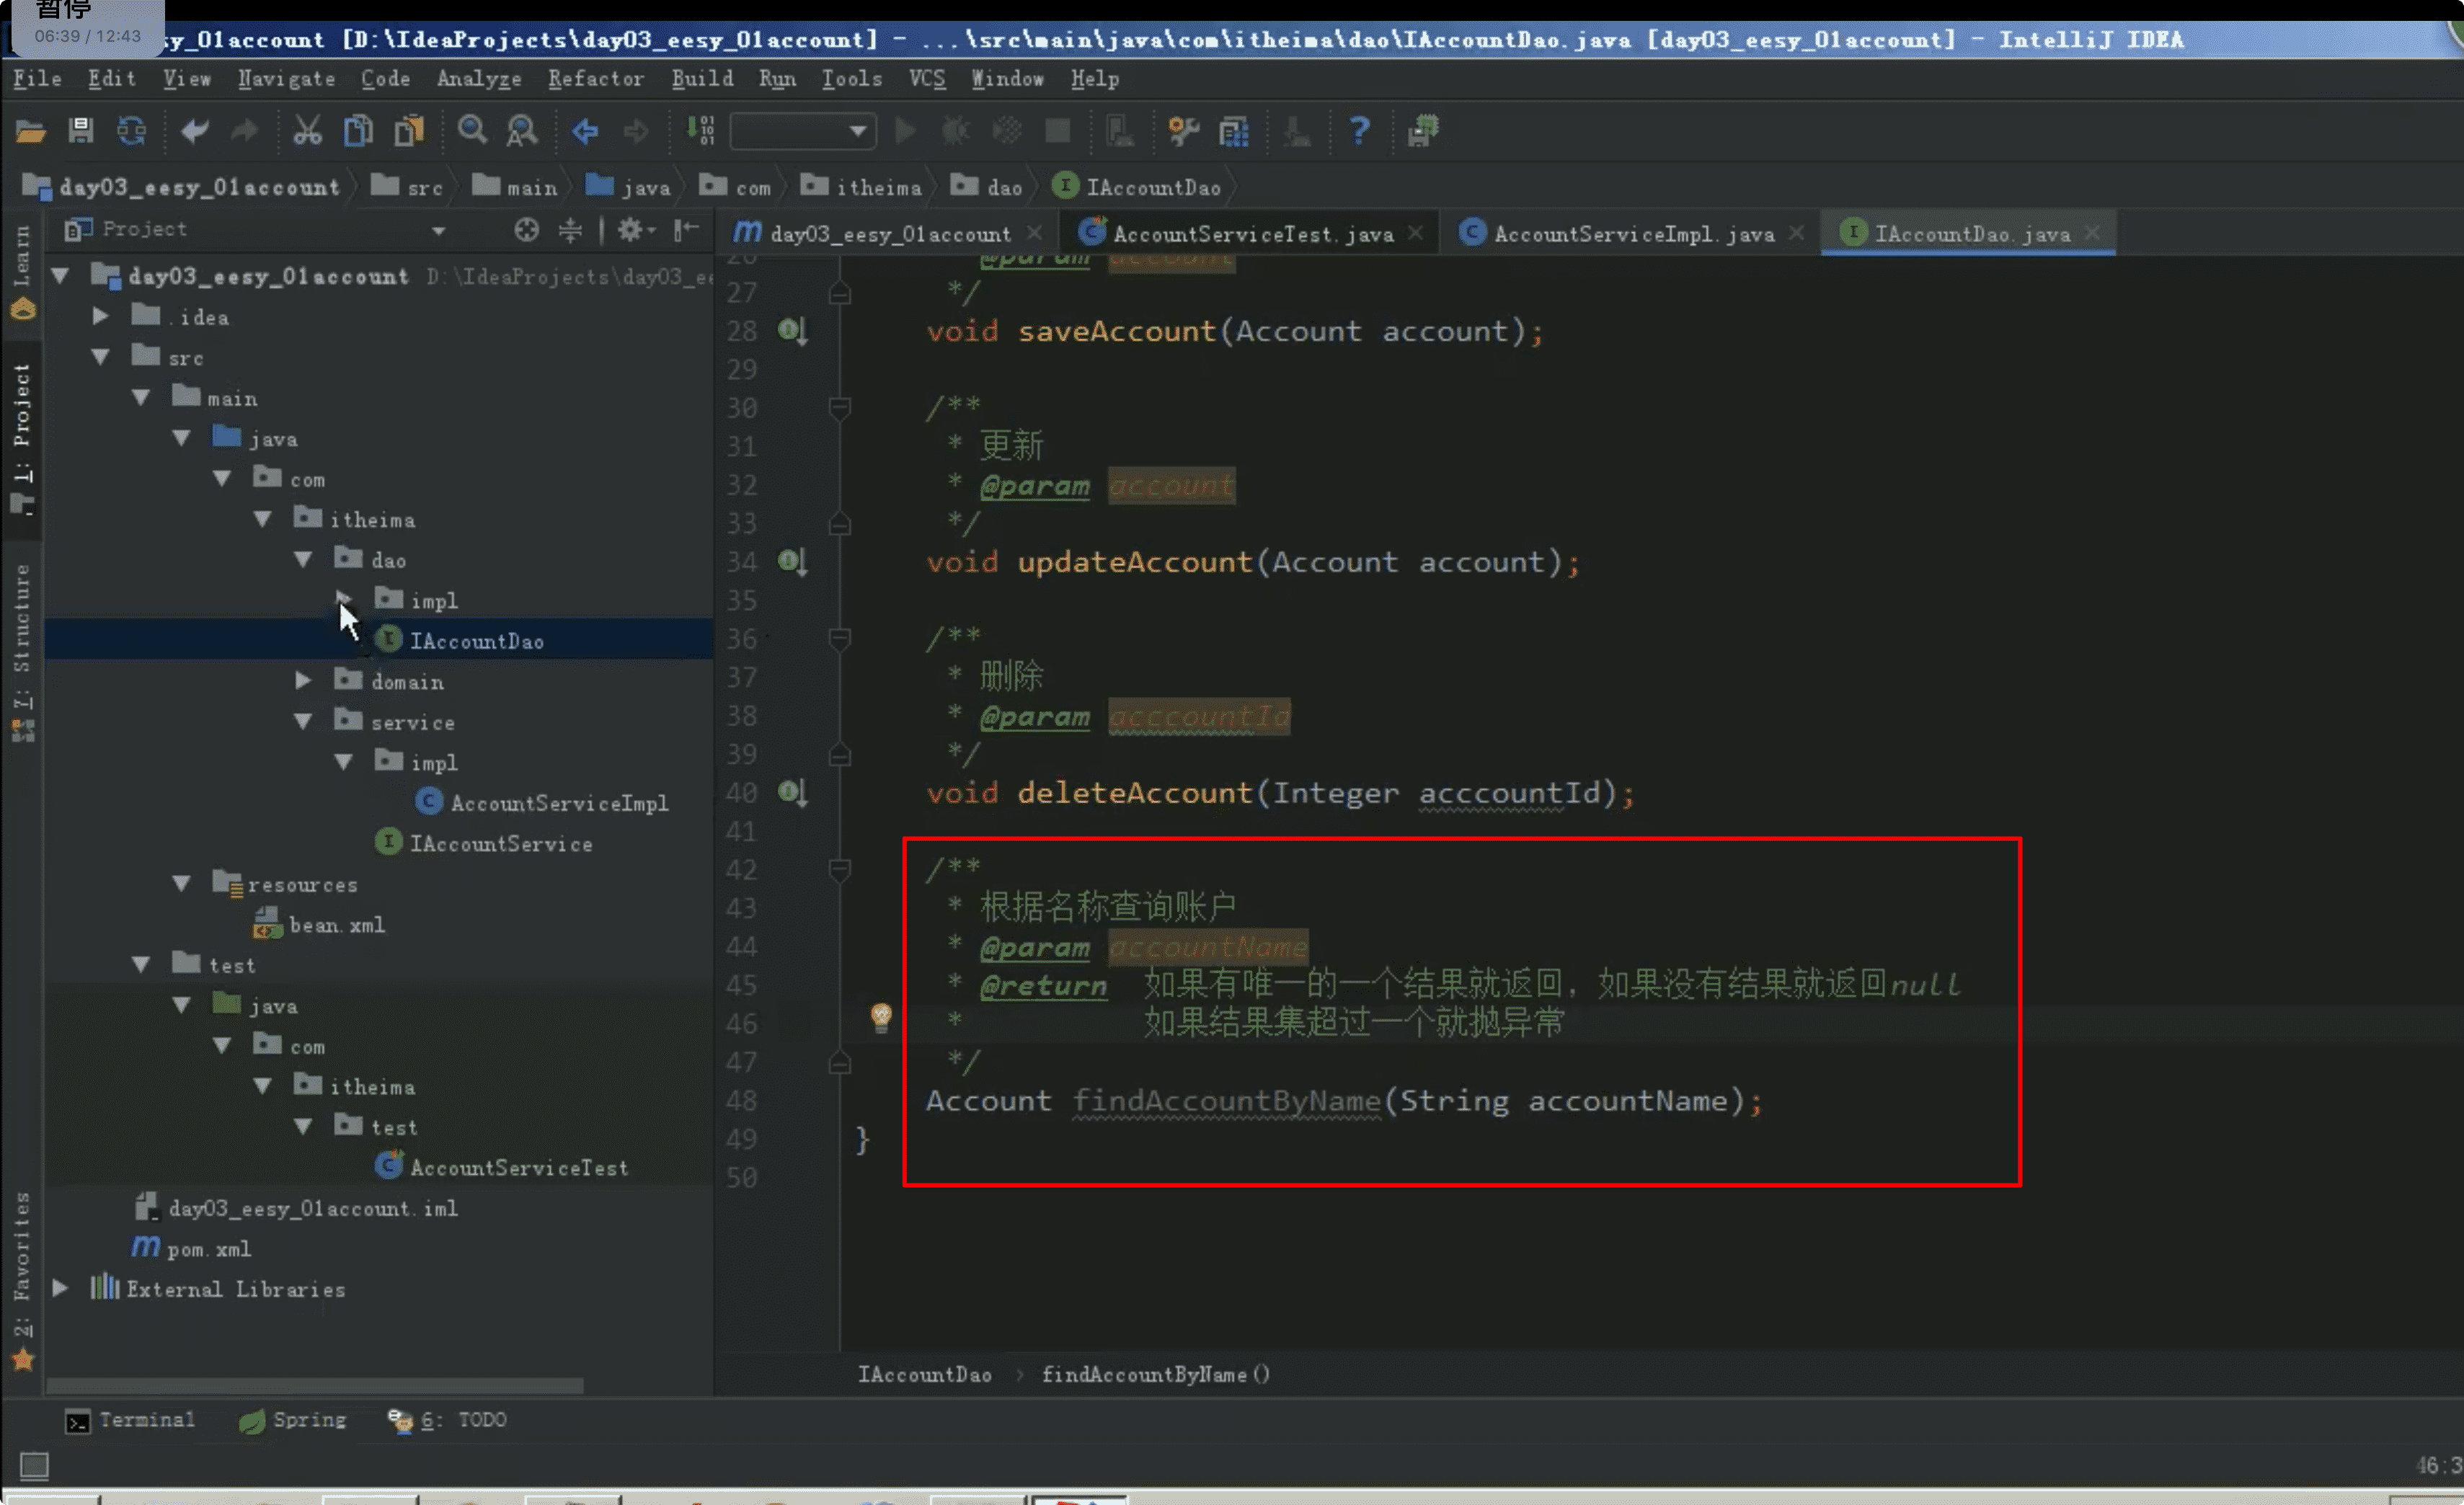 暂停
06:39 / 12:43
sy_01account [D:\IdeaProjects\day03_eesy_01account] - ...\src\main\java\com\itheima\dao\IAccountDao.java [day03_eesy_01account] - IntelliJ IDEA
File Edit View Navigate Code Analyze Refactor Build Run Tools VCS Window Help
day03_eesy_01account src main java com itheima dao IAccountDao
Project
day03_eesy_01account AccountServiceTest.java AccountServiceImpl.java IAccountDao.java
Learn
1: Project
7: Structure
2: Favorites
day03_eesy_01account D:\IdeaProjects\day03_ee
.idea
src
main
java
com
itheima
dao
impl
IAccountDao
domain
service
impl
AccountServiceImpl
IAccountService
resources
bean.xml
test
java
com
itheima
test
AccountServiceTest
day03_eesy_01account.iml
pom.xml
External Libraries
26 @param account
27 */
28 void saveAccount(Account account);
29
30 /**
31 * 更新
32 * @param account
33 */
34 void updateAccount(Account account);
35
36 /**
37 * 删除
38 * @param acccountId
39 */
40 void deleteAccount(Integer acccountId);
41
42 /**
43 * 根据名称查询账户
44 * @param accountName
45 * @return 如果有唯一的一个结果就返回，如果没有结果就返回null
46 * 如果结果集超过一个就抛异常
47 */
48 Account findAccountByName(String accountName);
49 }
50
IAccountDao › findAccountByName()
Terminal Spring 6: TODO
46:3